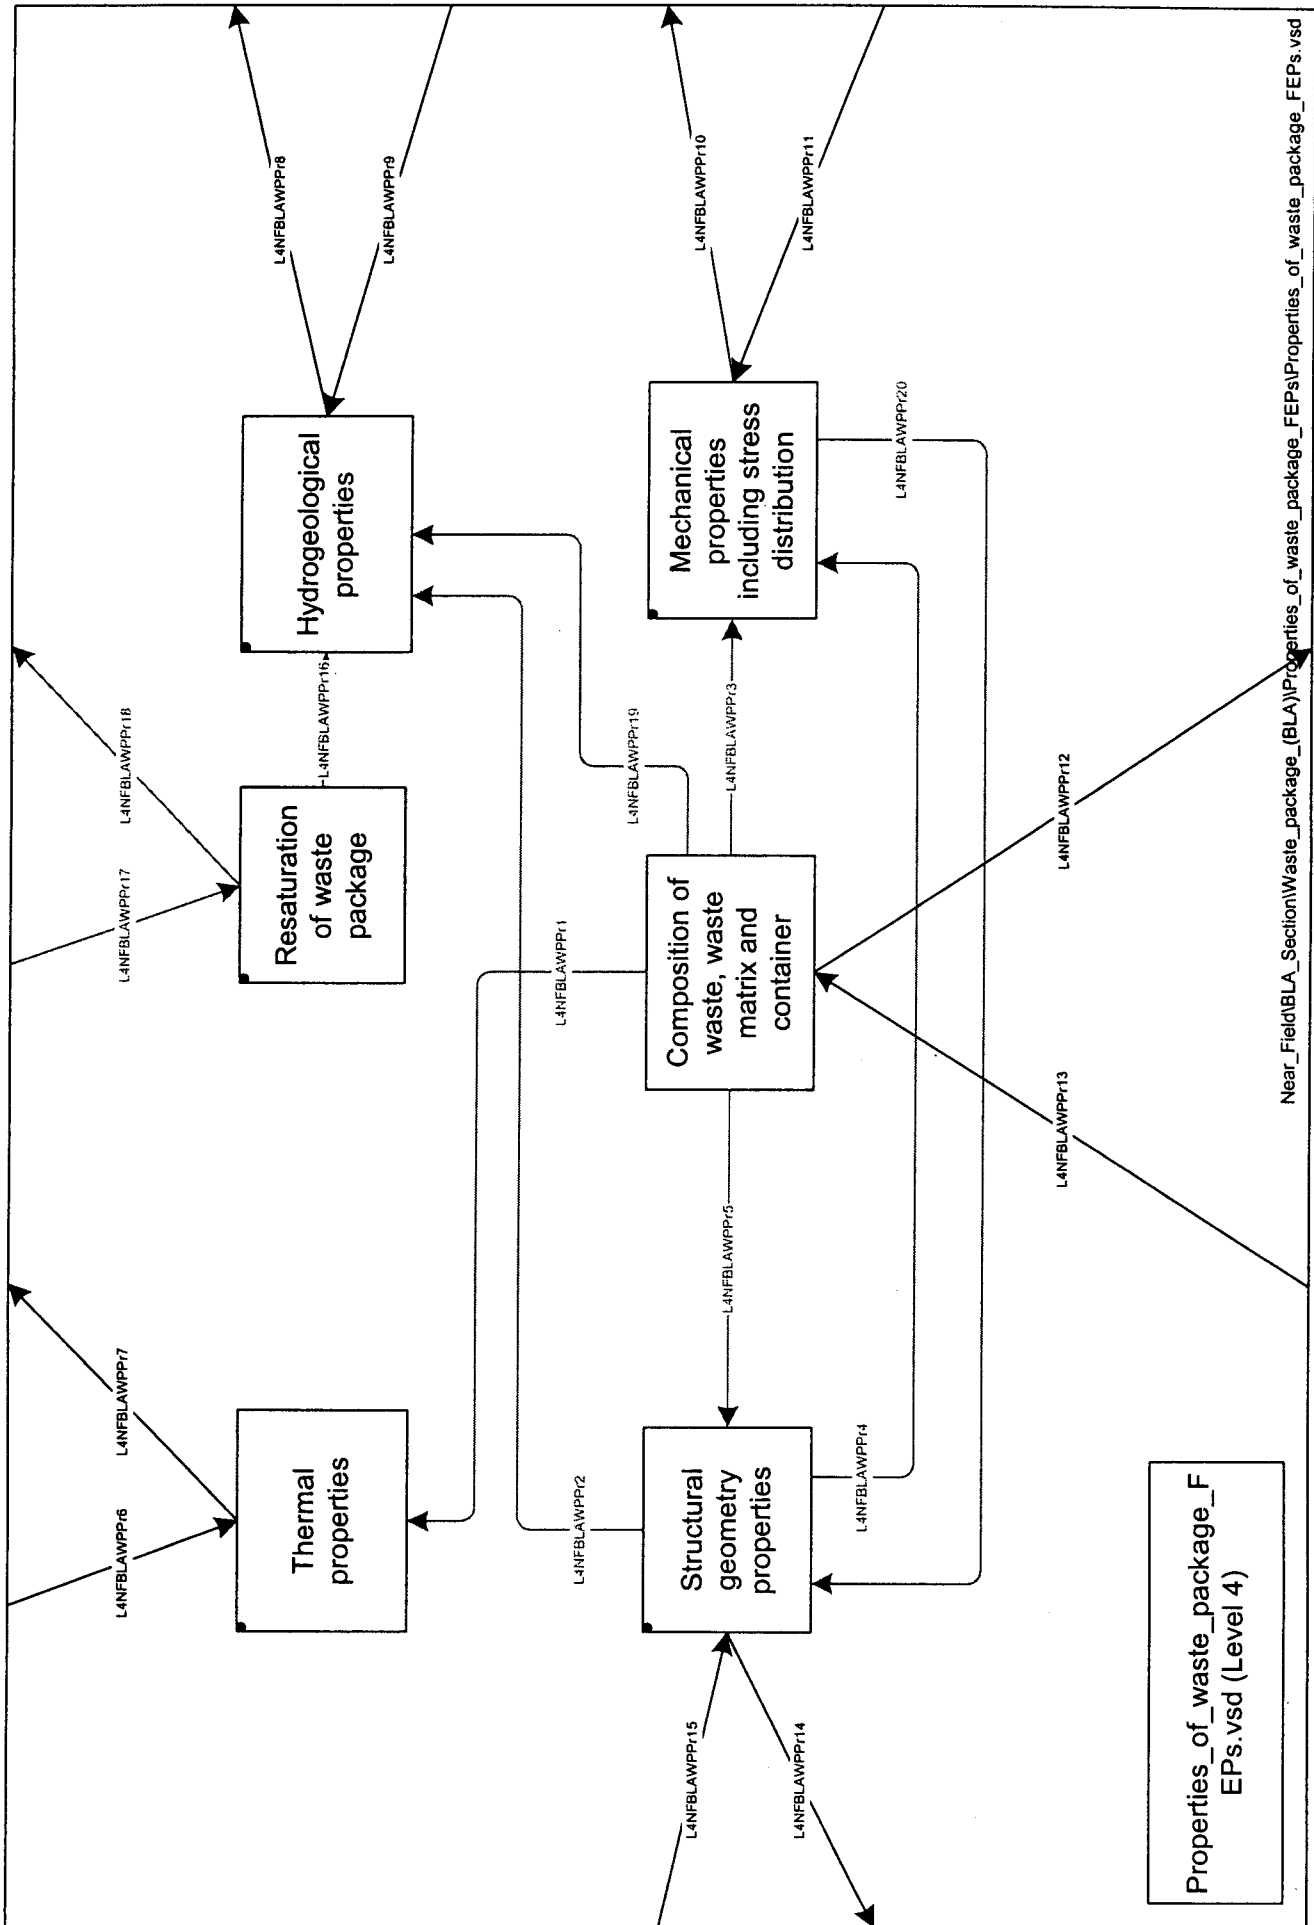 L4NFBLAWPPr6
L4NFBLAWPPr7
L4NFBLAWPPr17
L4NFBLAWPPr18
L4NFBLAWPPr8
L4NFBLAWPPr9
Thermal
properties
Resaturation
of waste
package
L4NFBLAWPPr16
Hydrogeological
properties
L4NFBLAWPPr2
L4NFBLAWPPr1
L4NFBLAWPPr19
L4NFBLAWPPr15
L4NFBLAWPPr14
Structural
geometry
properties
L4NFBLAWPPr5
Composition of
waste, waste
matrix and
container
L4NFBLAWPPr3
Mechanical
properties
including stress
distribution
L4NFBLAWPPr10
L4NFBLAWPPr11
L4NFBLAWPPr4
L4NFBLAWPPr20
L4NFBLAWPPr13
L4NFBLAWPPr12
Properties_of_waste_package_F
EPs.vsd (Level 4)
Near_Field\BLA_Section\Waste_package_(BLA)\Properties_of_waste_package_FEPs\Properties_of_waste_package_FEPs.vsd